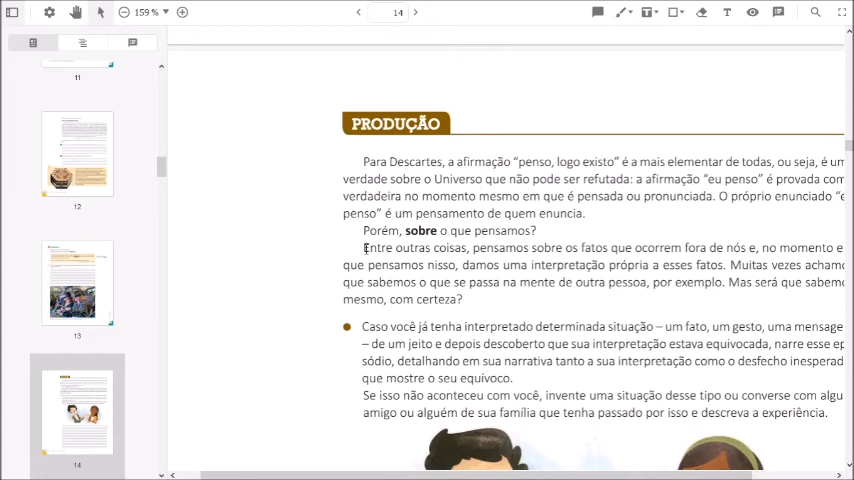 159 %
14
11
12
13
14
PRODUÇÃO
Para Descartes, a afirmação “penso, logo existo” é a mais elementar de todas, ou seja, é um
verdade sobre o Universo que não pode ser refutada: a afirmação “eu penso” é provada com
verdadeira no momento mesmo em que é pensada ou pronunciada. O próprio enunciado “e
penso” é um pensamento de quem enuncia.
Porém, sobre o que pensamos?
Entre outras coisas, pensamos sobre os fatos que ocorrem fora de nós e, no momento e
que pensamos nisso, damos uma interpretação própria a esses fatos. Muitas vezes achamo
que sabemos o que se passa na mente de outra pessoa, por exemplo. Mas será que sabemo
mesmo, com certeza?
Caso você já tenha interpretado determinada situação – um fato, um gesto, uma mensage
– de um jeito e depois descoberto que sua interpretação estava equivocada, narre esse ep
sódio, detalhando em sua narrativa tanto a sua interpretação como o desfecho inesperad
que mostre o seu equívoco.
Se isso não aconteceu com você, invente uma situação desse tipo ou converse com algu
amigo ou alguém de sua família que tenha passado por isso e descreva a experiência.